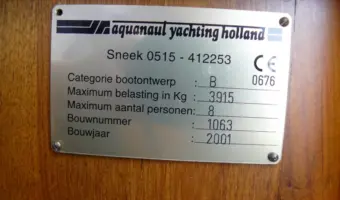 aquanaut yachting holland
Sneek 0515 - 412253 CE
Categorie bootontwerp : B 0676
Maximum belasting in Kg : 3915
Maximum aantal personen: 8
Bouwnummer : 1063
Bouwjaar : 2001